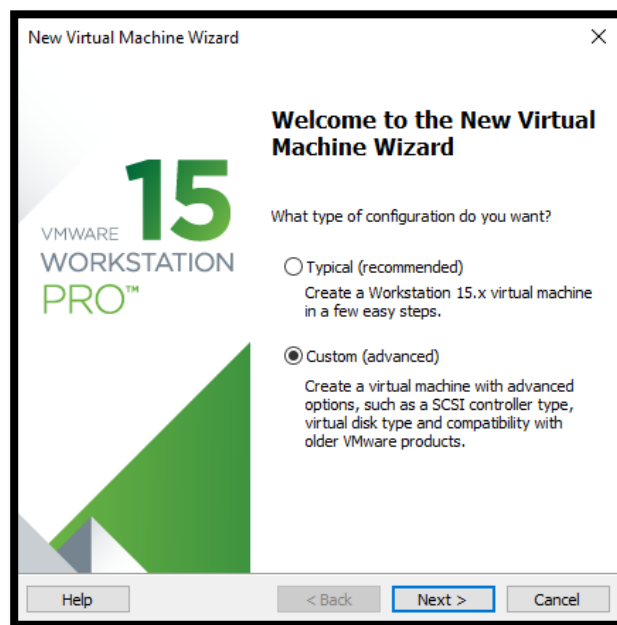 New Virtual Machine Wizard
Welcome to the New Virtual
Machine Wizard
15
VMWARE
WORKSTATION
PRO™
What type of configuration do you want?
Typical (recommended)
Create a Workstation 15.x virtual machine
in a few easy steps.
Custom (advanced)
Create a virtual machine with advanced
options, such as a SCSI controller type,
virtual disk type and compatibility with
older VMware products.
Help
< Back
Next >
Cancel